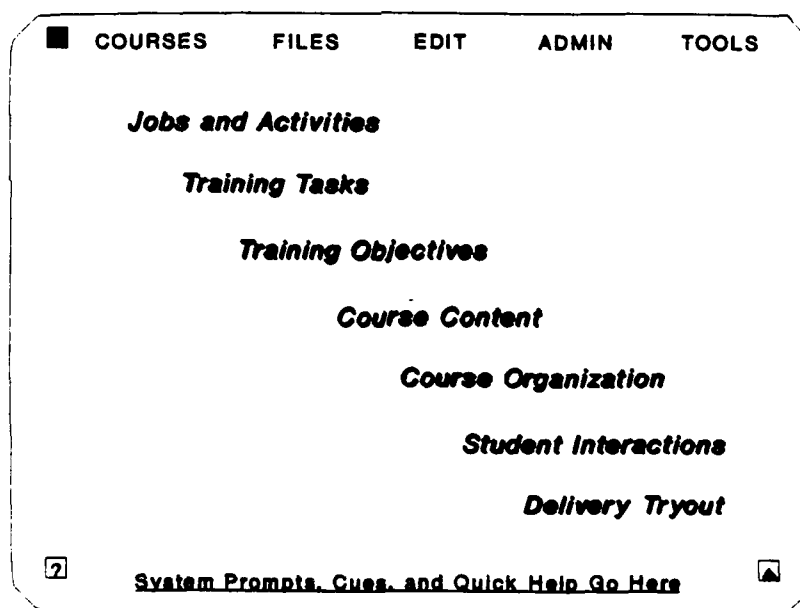 COURSES FILES EDIT ADMIN TOOLS
Jobs and Activities
Training Tasks
Training Objectives
Course Content
Course Organization
Student Interactions
Delivery Tryout
?
System Prompts, Cues, and Quick Help Go Here